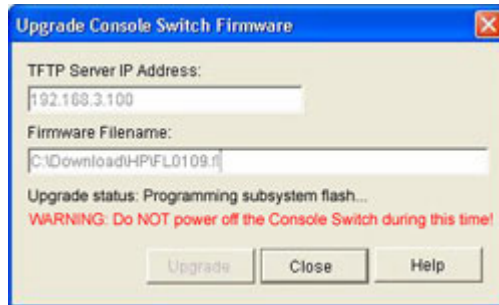 Upgrade Console Switch Firmware
TFTP Server IP Address:
192.168.3.100
Firmware Filename:
C:\Download\HP\FL0109.fl
Upgrade status: Programming subsystem flash...
WARNING: Do NOT power off the Console Switch during this time!
Upgrade Close Help